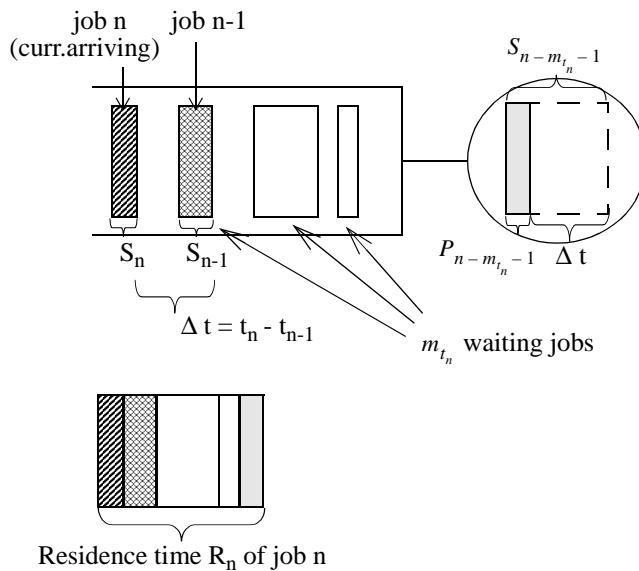 job n
(curr.arriving)
job n-1
S_{n-m_{t_n}-1}
S_n
S_{n-1}
P_{n-m_{t_n}-1}
Δ t
Δ t = t_n - t_{n-1}
m_{t_n} waiting jobs
Residence time R_n of job n